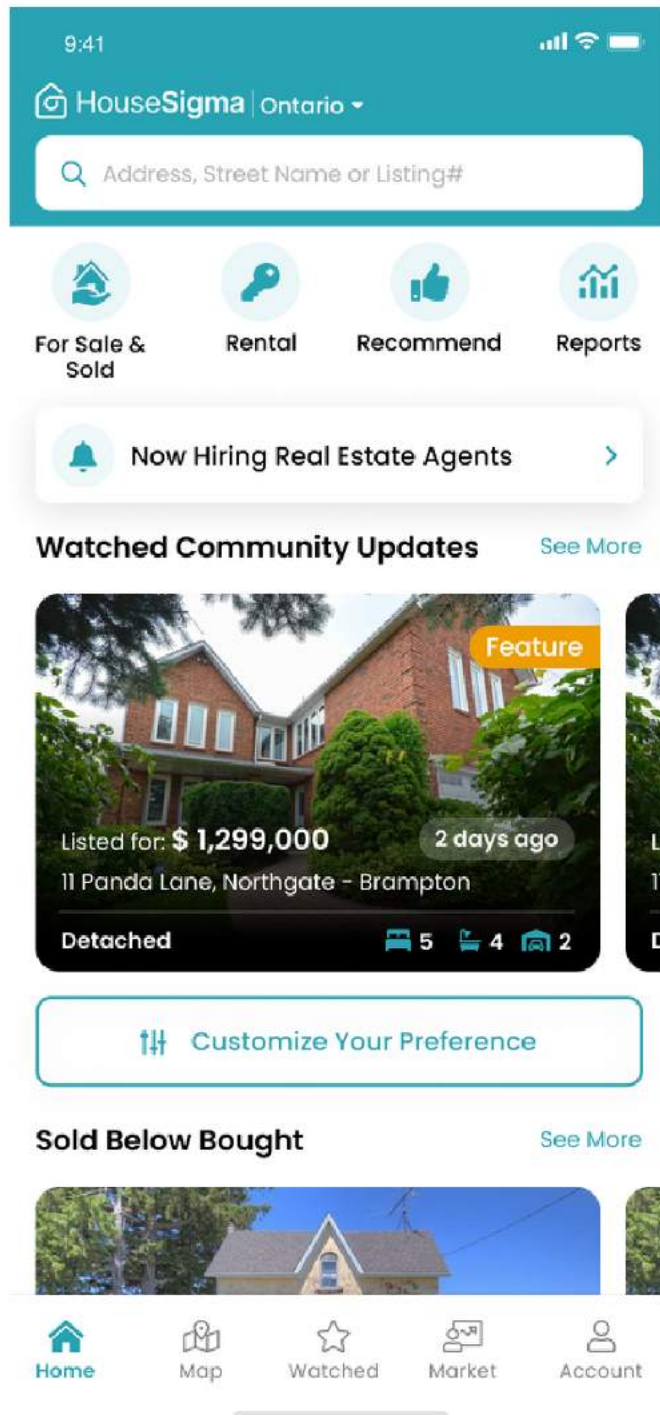 9:41
HouseSigma | Ontario
Address, Street Name or Listing#
For Sale & Sold
Rental
Recommend
Reports
Now Hiring Real Estate Agents
Watched Community Updates
See More
Feature
Listed for: $ 1,299,000
2 days ago
11 Panda Lane, Northgate - Brampton
Detached
5
4
2
Customize Your Preference
Sold Below Bought
See More
Home
Map
Watched
Market
Account